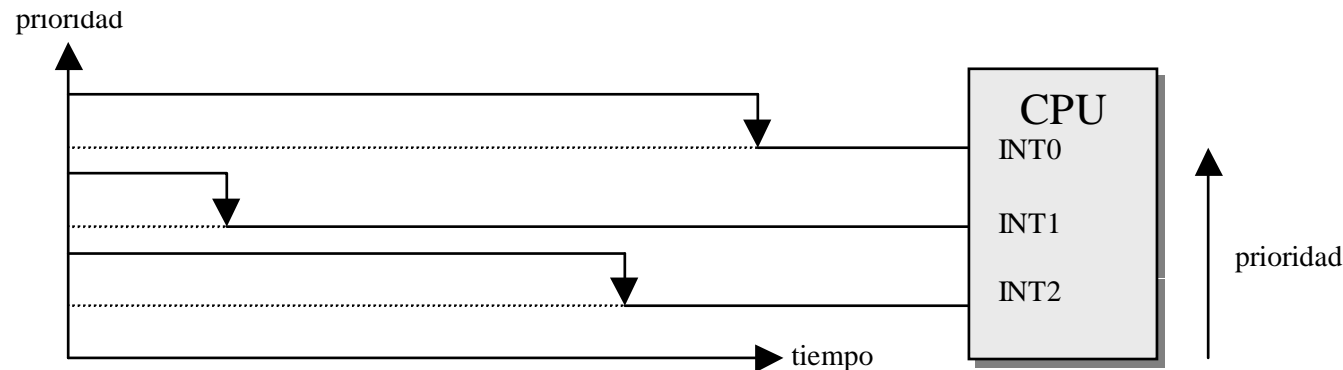 prioridad
CPU
INT0
INT1
INT2
prioridad
tiempo